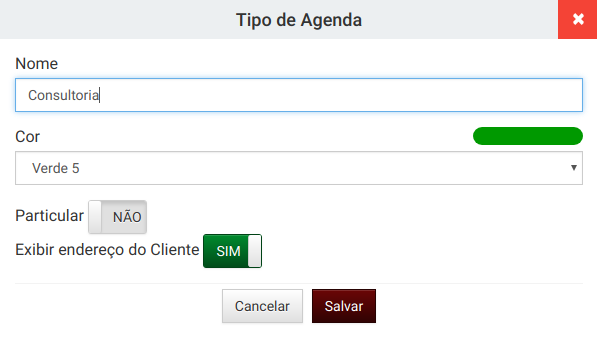 Tipo de Agenda
Nome
Consultoria
Cor
Verde 5
Particular NÃO
Exibir endereço do Cliente SIM
Cancelar Salvar